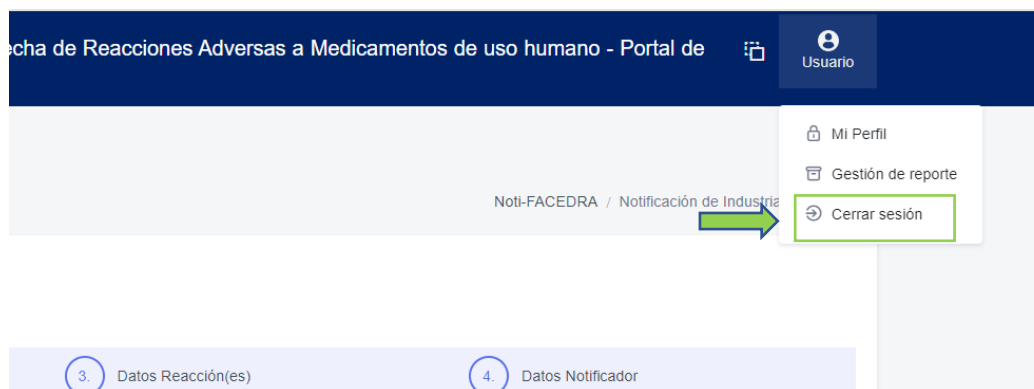 echa de Reacciones Adversas a Medicamentos de uso humano - Portal de
Usuario
Mi Perfil
Gestión de reporte
Noti-FACEDRA / Notificación de Industria
Cerrar sesión
3. Datos Reacción(es)
4. Datos Notificador